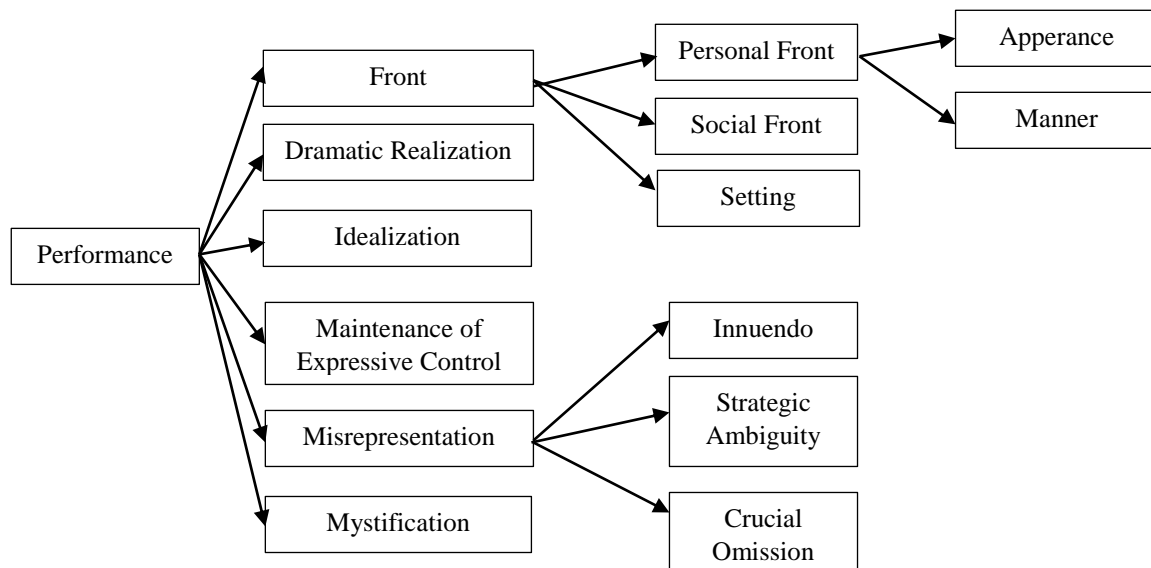 Performance
Front
Dramatic Realization
Idealization
Maintenance of
Expressive Control
Misrepresentation
Mystification
Personal Front
Social Front
Setting
Innuendo
Strategic
Ambiguity
Crucial
Omission
Apperance
Manner